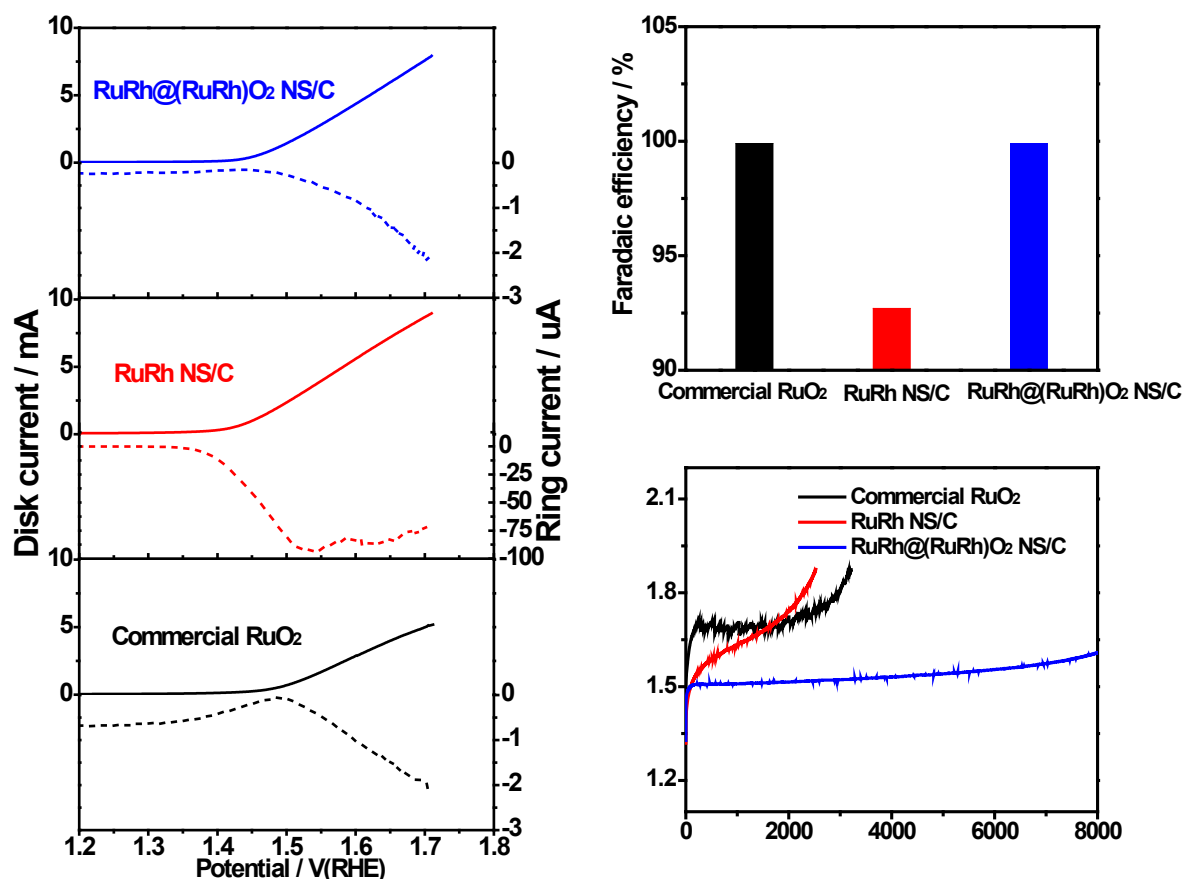 10
5
0
0
-1
-2
-3
RuRh@(RuRh)O₂ NS/C
10
5
0
0
-25
-50
-75
-100
RuRh NS/C
10
5
0
0
-1
-2
-3
Commercial RuO₂
1.2 1.3 1.4 1.5 1.6 1.7 1.8
Potential / V(RHE)
Disk current / mA
Ring current / uA
105
100
95
90
Faradaic efficiency / %
Commercial RuO₂ RuRh NS/C RuRh@(RuRh)O₂ NS/C
2.1
1.8
1.5
1.2
Commercial RuO₂
RuRh NS/C
RuRh@(RuRh)O₂ NS/C
0 2000 4000 6000 8000